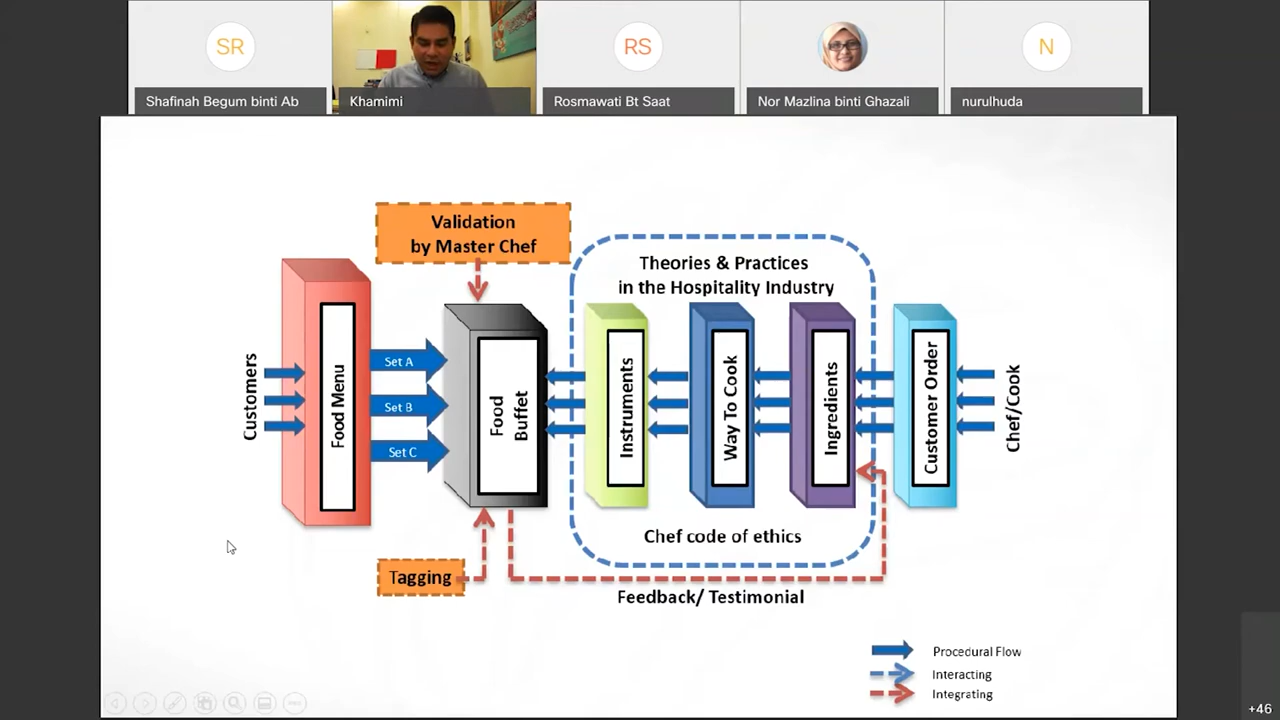 SR
RS
N
Shafinah Begum binti Ab
Khamimi
Rosmawati Bt Saat
Nor Mazlina binti Ghazali
nurulhuda
Validation
by Master Chef
Theories & Practices
in the Hospitality Industry
Customers
Food Menu
Set A
Set B
Set C
Food
Buffet
Instruments
Way To Cook
Ingredients
Customer Order
Chef/Cook
Chef code of ethics
Tagging
Feedback/ Testimonial
Procedural Flow
Interacting
Integrating
+46